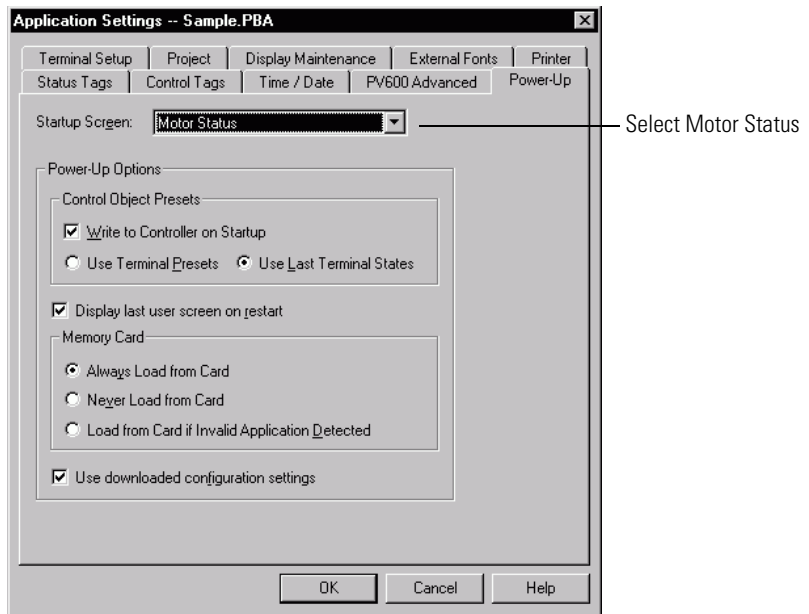 Application Settings -- Sample.PBA
Terminal Setup Project Display Maintenance External Fonts Printer
Status Tags Control Tags Time / Date PV600 Advanced Power-Up
Startup Screen: Motor Status
Select Motor Status
Power-Up Options
Control Object Presets
Write to Controller on Startup
Use Terminal Presets Use Last Terminal States
Display last user screen on restart
Memory Card
Always Load from Card
Never Load from Card
Load from Card if Invalid Application Detected
Use downloaded configuration settings
OK Cancel Help